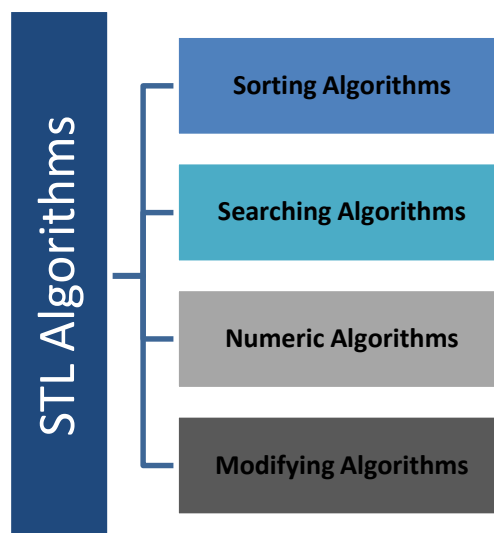 STL Algorithms
Sorting Algorithms
Searching Algorithms
Numeric Algorithms
Modifying Algorithms